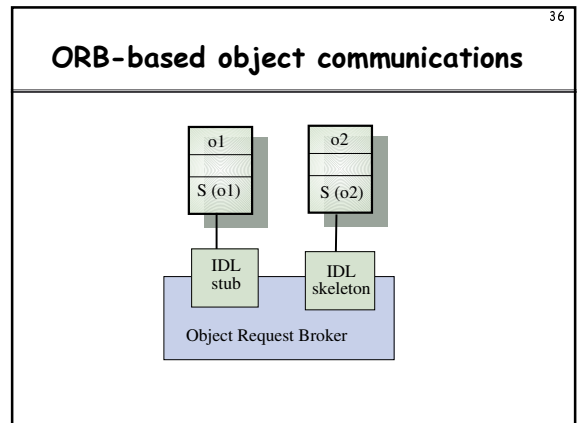 36
ORB-based object communications
o1
S (o1)
o2
S (o2)
IDL
stub
IDL
skeleton
Object Request Broker